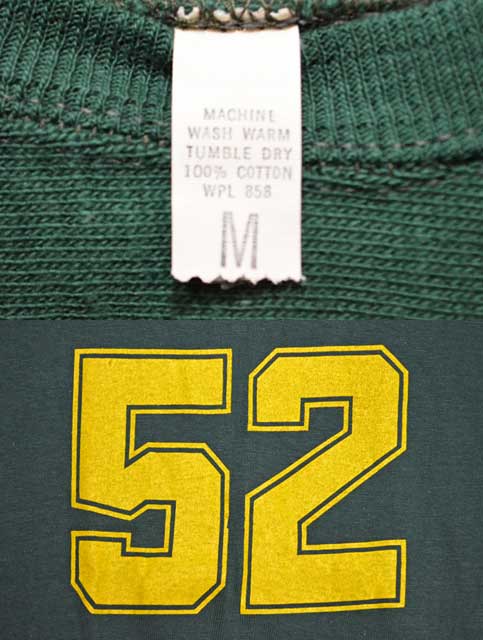 MACHINE
WASH WARM
TUMBLE DRY
100% COTTON
WPL 858
M
52